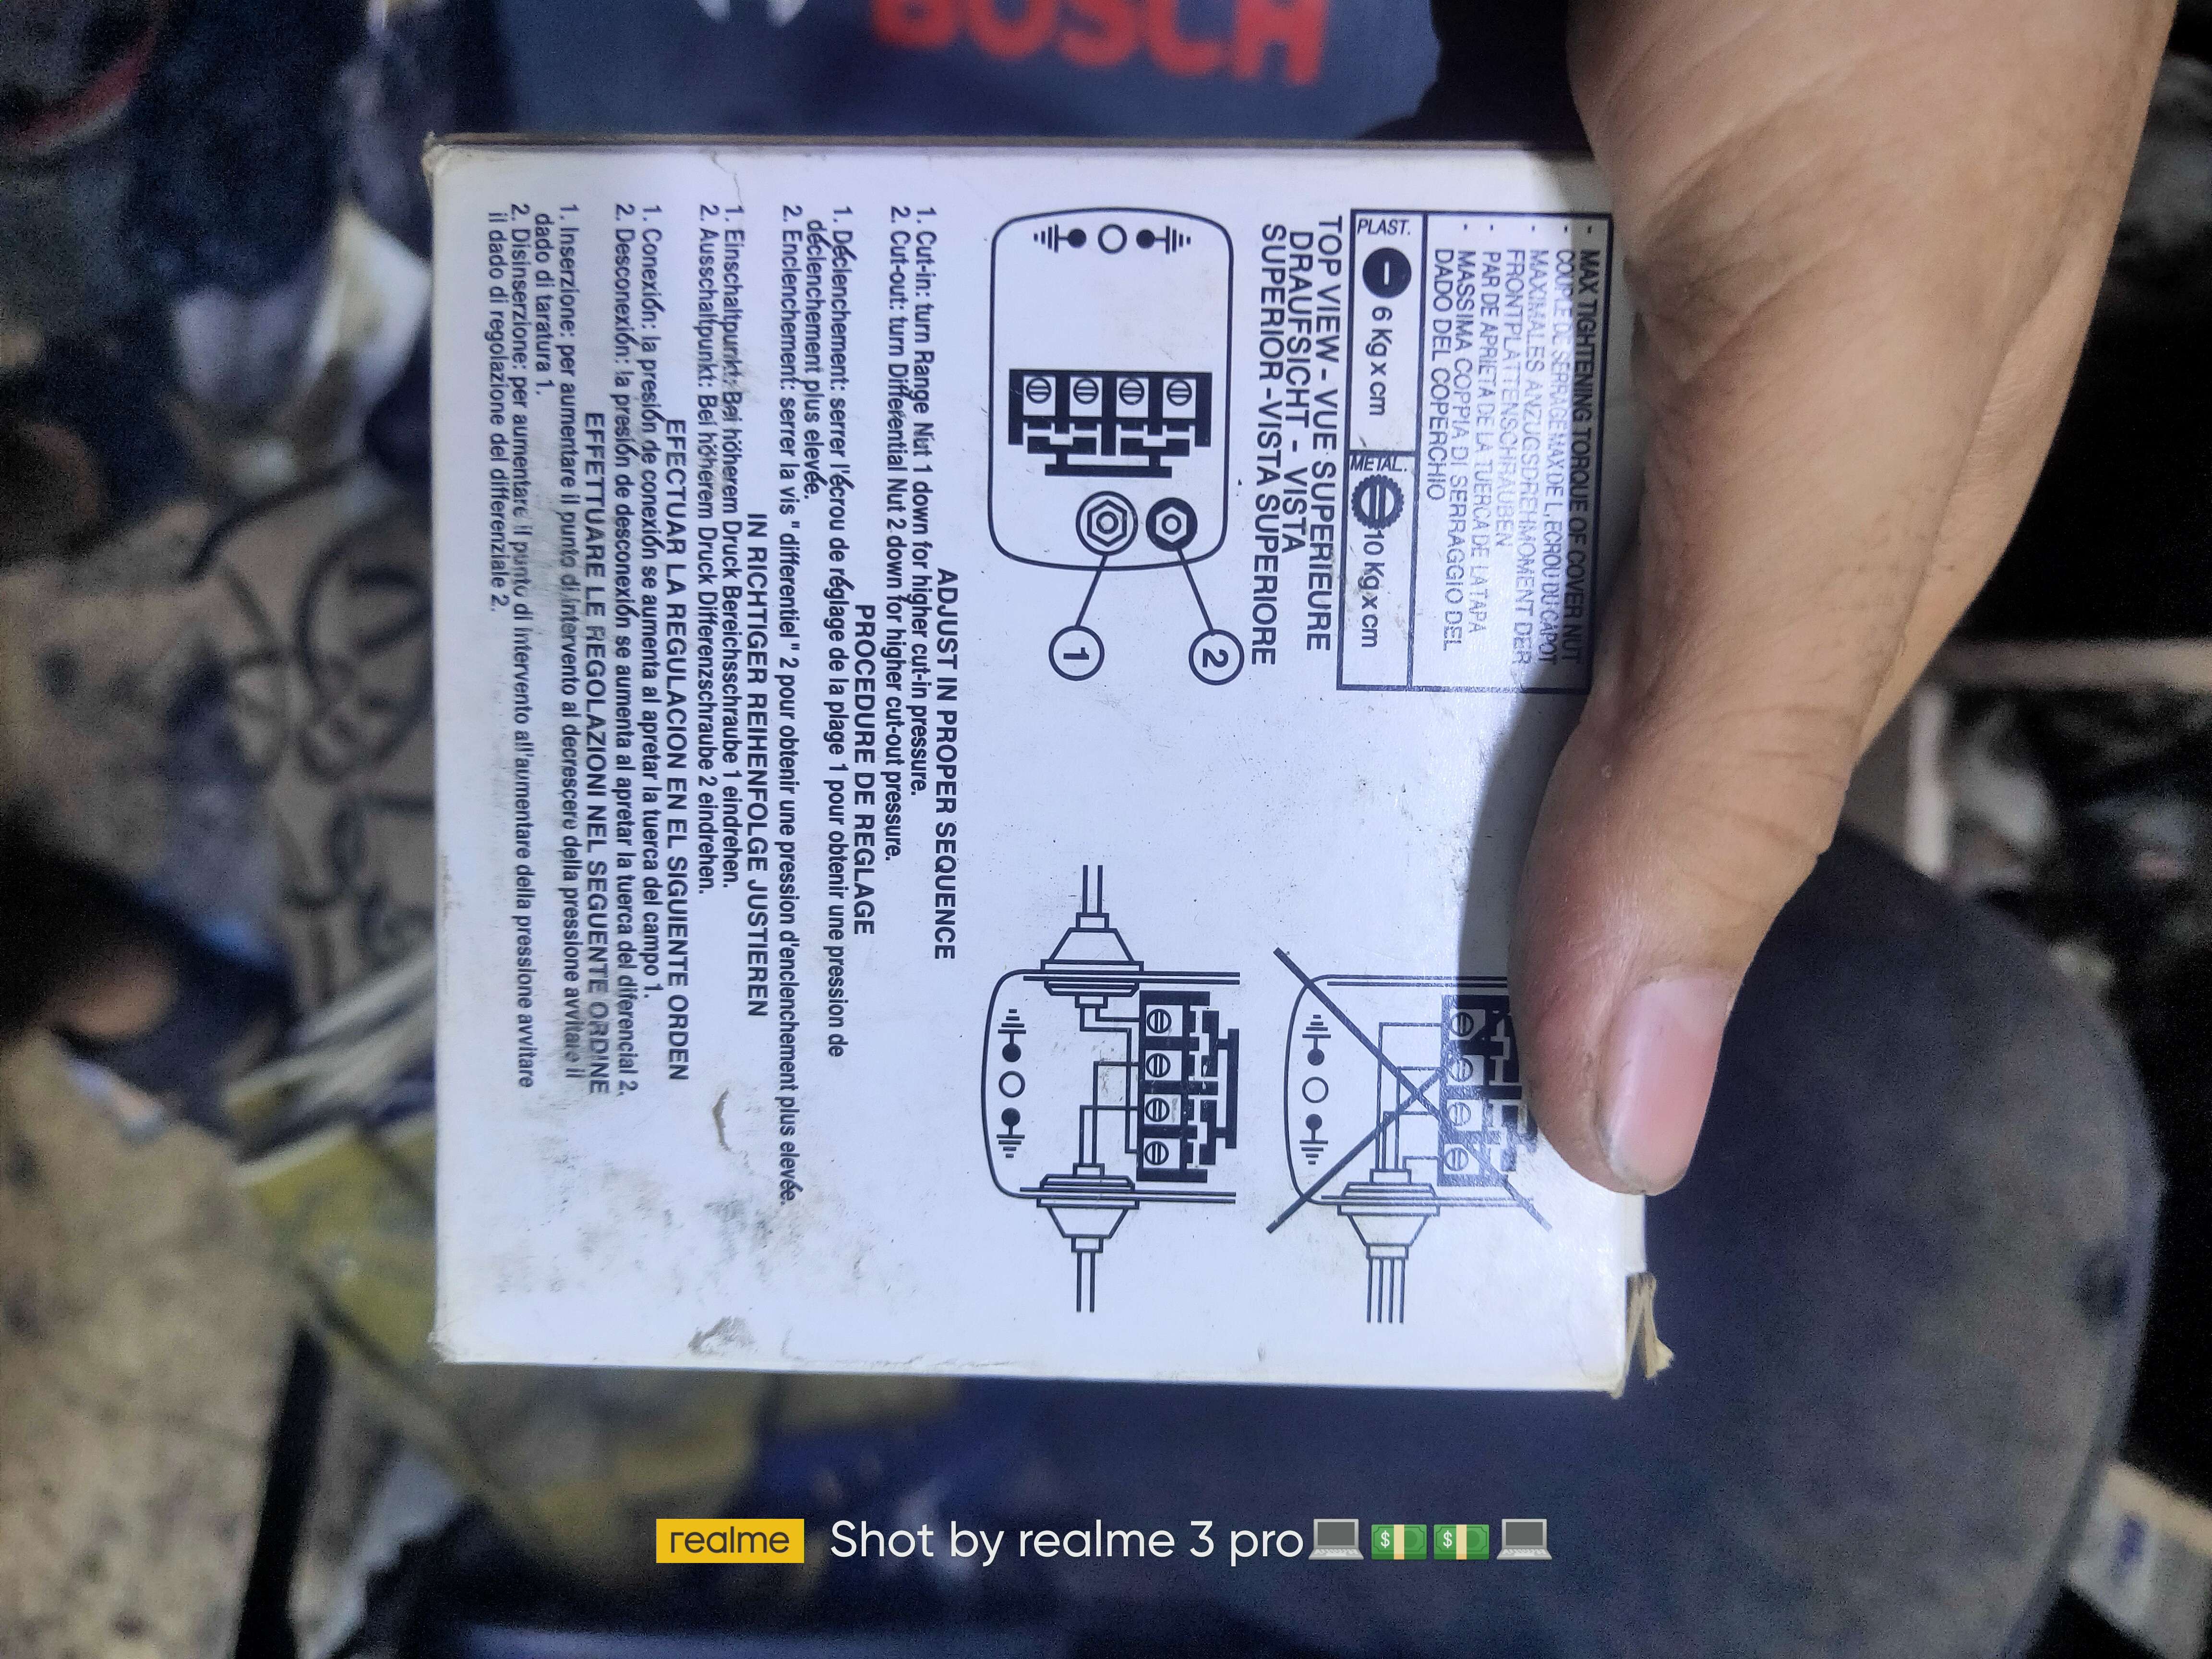 BOSCH
- MAX TIGHTENING TORQUE OF COVER NUT
- COUPLE DE SERRAGE MAXI DE L, ECROU DU CAPOT
- MAXIMALES ANZUGSDREHMOMENT DER
FRONTPLATTENSCHRAUBEN
- PAR DE APRIETA DE LA TUERCA DE LA TAPA
- MASSIMA COPPIA DI SERRAGGIO DEL
DADO DEL COPERCHIO
PLAST. 6 Kg x cm METAL. 10 Kg x cm
TOP VIEW - VUE SUPERIEURE
DRAUFSICHT - VISTA
SUPERIOR - VISTA SUPERIORE
2
1
ADJUST IN PROPER SEQUENCE
1. Cut-in: turn Range Nut 1 down for higher cut-in pressure.
2. Cut-out: turn Differential Nut 2 down for higher cut-out pressure.
PROCEDURE DE REGLAGE
1. Déclenchement: serrer l'écrou de réglage de la plage 1 pour obtenir une pression de
déclenchement plus elevée.
2. Enclenchement: serrer la vis " differentiel " 2 pour obtenir une pression d'enclenchement plus elevée.
IN RICHTIGER REIHENFOLGE JUSTIEREN
1. Einschaltpunkt: Bei höherem Druck Bereichsschraube 1 eindrehen.
2. Ausschaltpunkt: Bei höherem Druck Differenzschraube 2 eindrehen.
EFECTUAR LA REGULACION EN EL SIGUIENTE ORDEN
1. Conexión: la presión de conexión se aumenta al apretar la tuerca del campo 1.
2. Desconexión: la presión de desconexión se aumenta al apretar la tuerca del diferencial 2.
EFFETTUARE LE REGOLAZIONI NEL SEGUENTE ORDINE
1. Inserzione: per aumentare il punto di intervento al decrescere della pressione avvitare il
dado di taratura 1.
2. Disinserzione: per aumentare il punto di intervento all'aumentare della pressione avvitare
il dado di regolazione del differenziale 2.
realme Shot by realme 3 pro💻💵💵💻